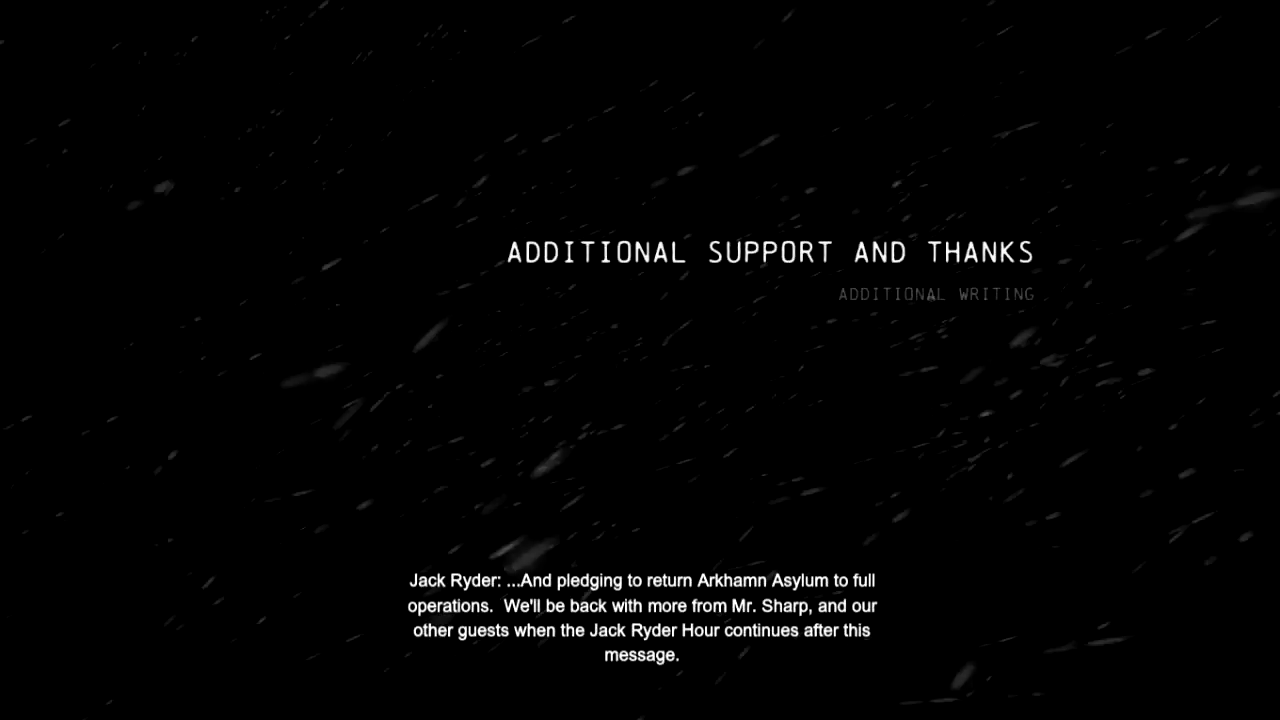 ADDITIONAL SUPPORT AND THANKS
ADDITIONAL WRITING
Jack Ryder: ...And pledging to return Arkhamn Asylum to full
operations.  We'll be back with more from Mr. Sharp, and our
other guests when the Jack Ryder Hour continues after this
message.